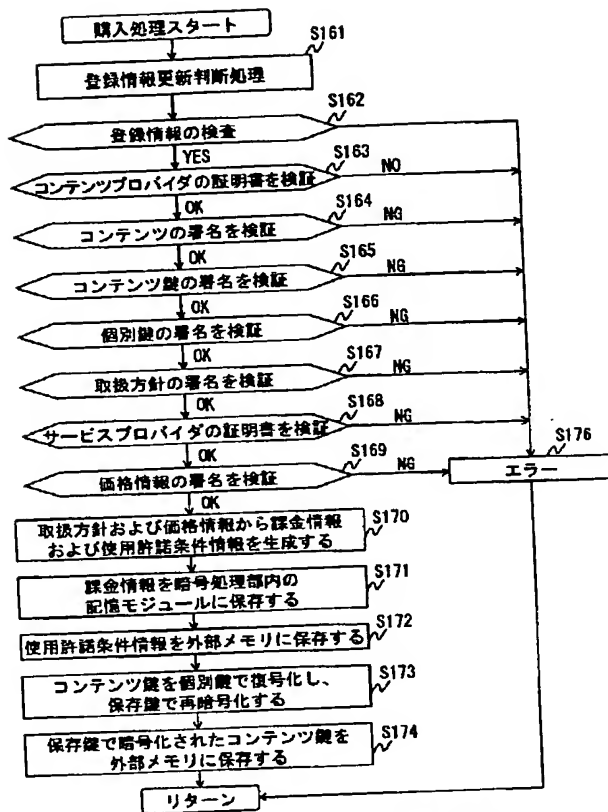 購入処理スタート
S161
登録情報更新判断処理
S162
登録情報の検査
YES
S163
コンテンツプロバイダの証明書を検証
NO
OK
S164
コンテンツの署名を検証
NG
OK
S165
コンテンツ鍵の署名を検証
NG
OK
S166
個別鍵の署名を検証
NG
OK
S167
取扱方針の署名を検証
NG
OK
S168
サービスプロバイダの証明書を検証
NG
OK
S169
価格情報の署名を検証
NG
S176
エラー
OK
S170
取扱方針および価格情報から課金情報
および使用許諾条件情報を生成する
S171
課金情報を暗号処理部内の
記憶モジュールに保存する
S172
使用許諾条件情報を外部メモリに保存する
S173
コンテンツ鍵を個別鍵で復号化し、
保存鍵で再暗号化する
S174
保存鍵で暗号化されたコンテンツ鍵を
外部メモリに保存する
リターン